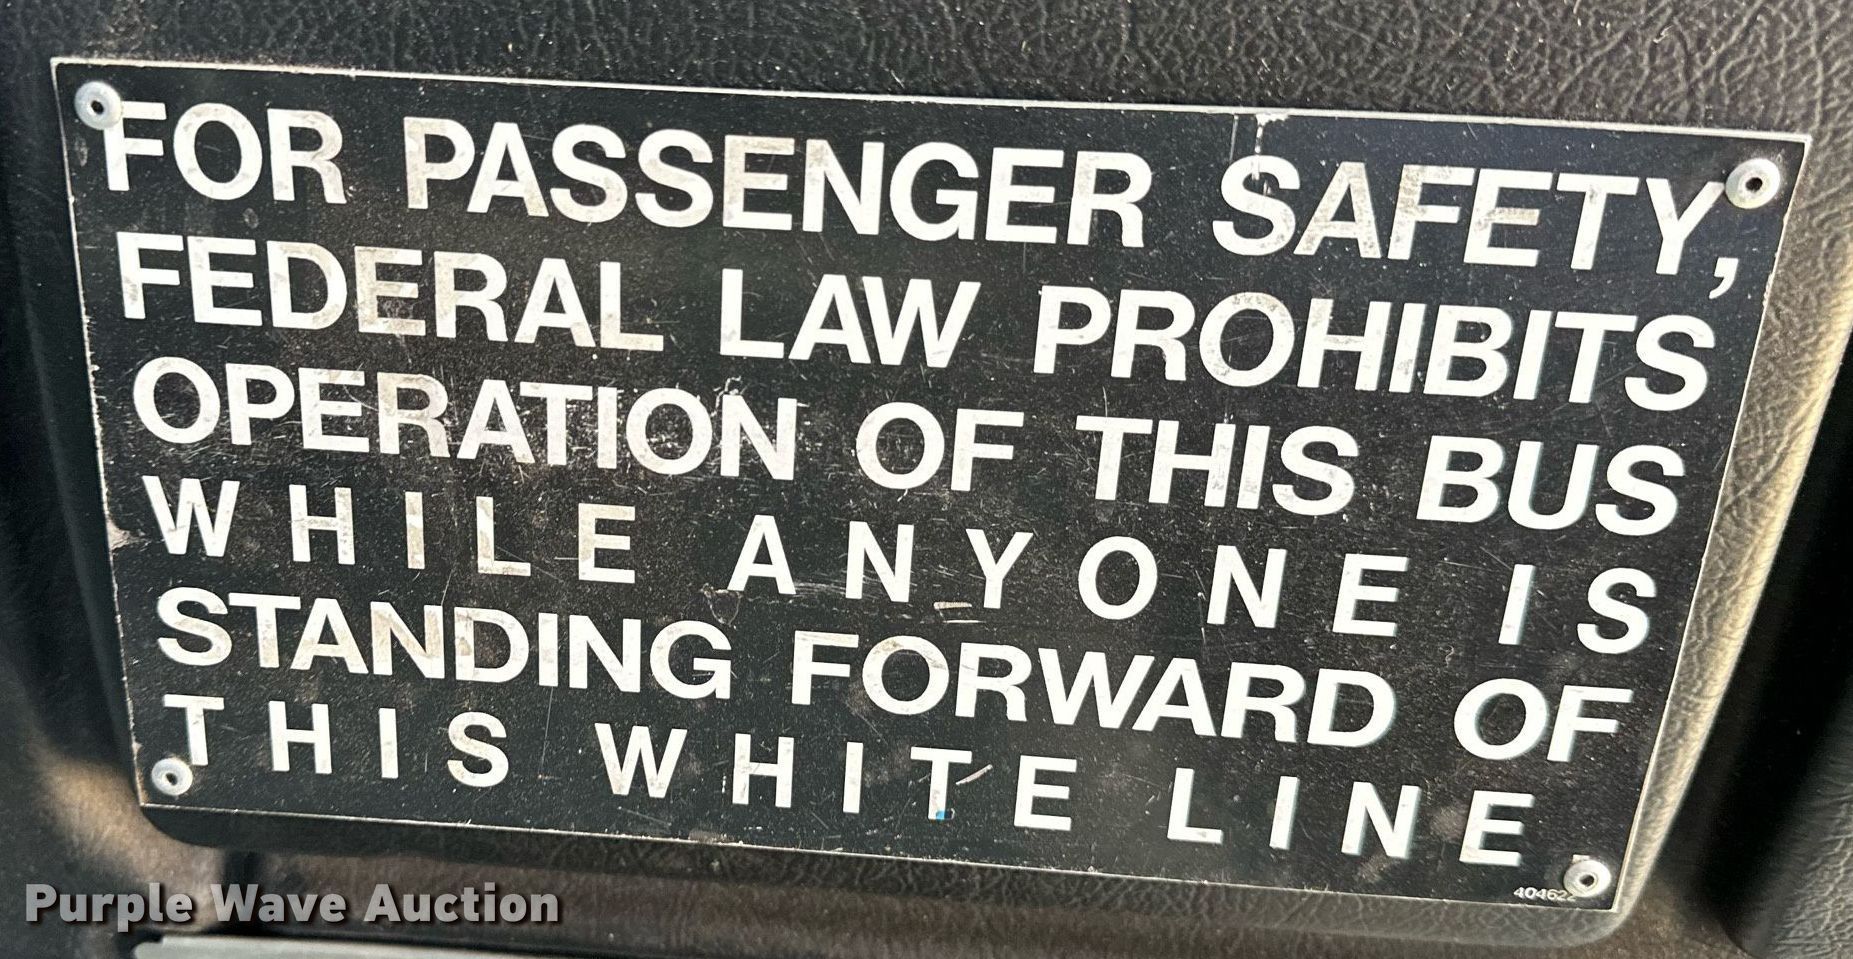 FOR PASSENGER SAFETY,
FEDERAL LAW PROHIBITS
OPERATION OF THIS BUS
WHILE ANYONE IS
STANDING FORWARD OF
THIS WHITE LINE
Purple Wave Auction